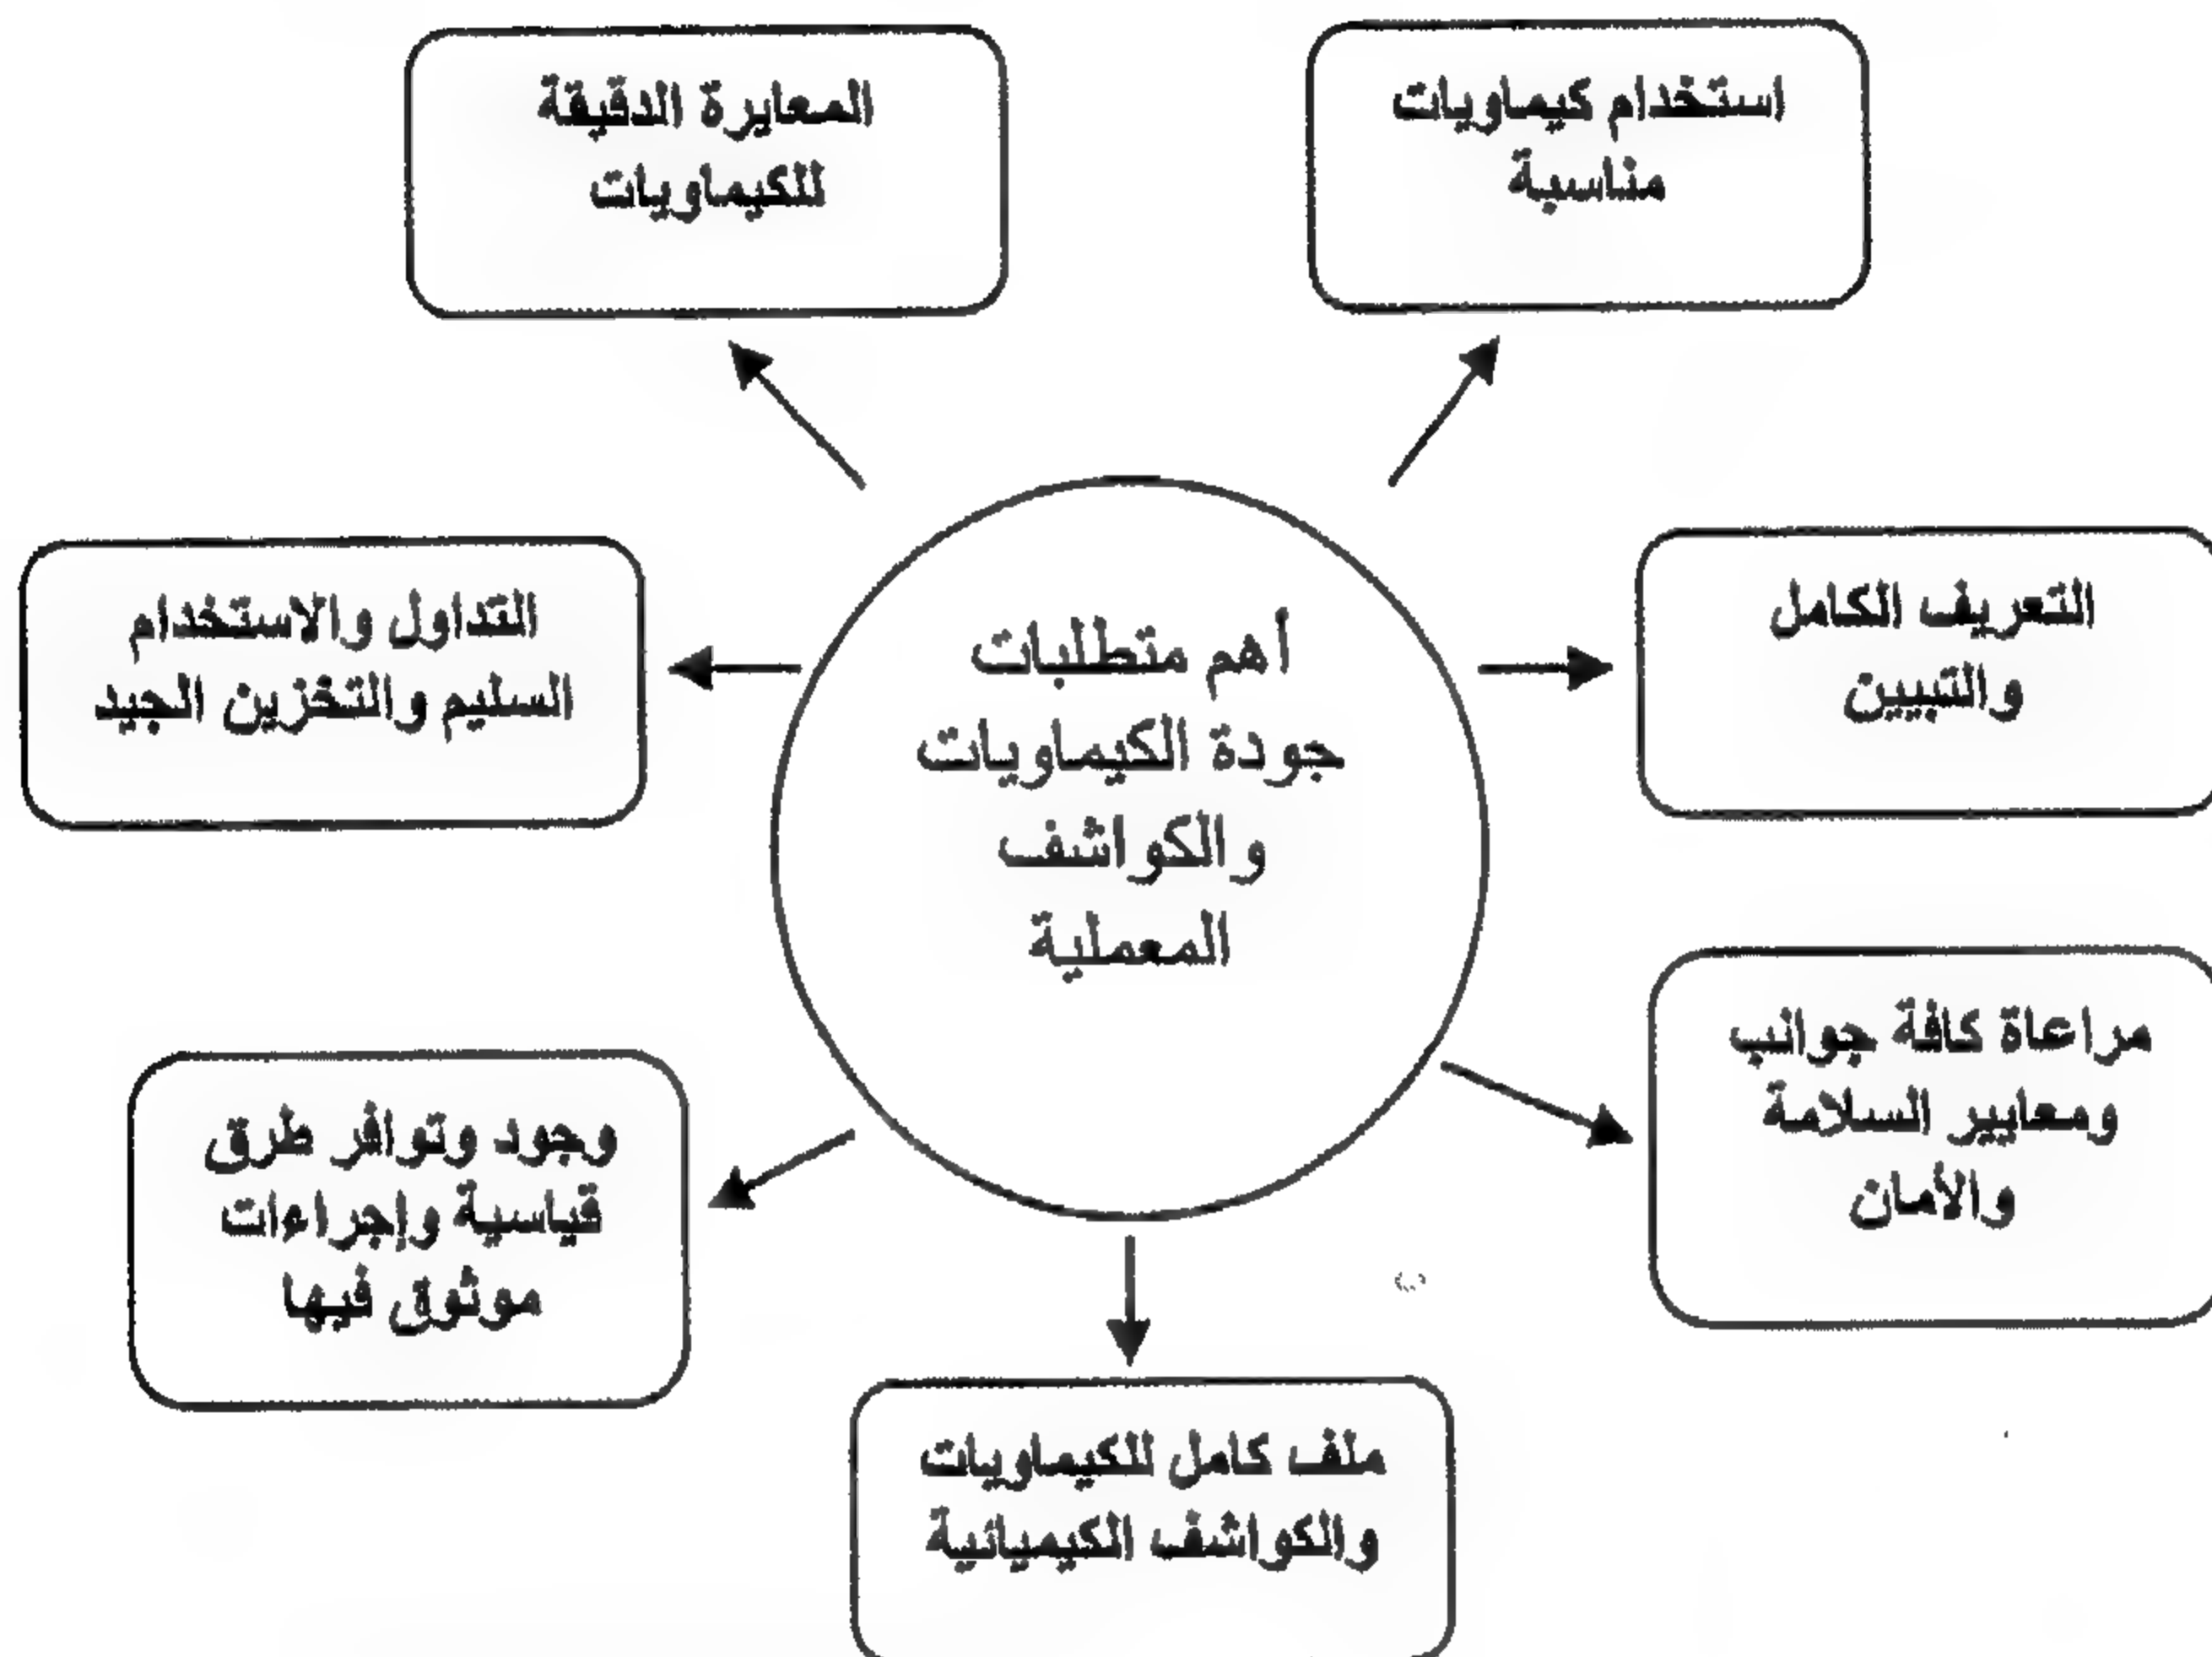 استخدام كيماويات
مناسبة
المعايرة الدقيقة
للكيماويات
التعريف الكامل
والتبيين
أهم متطلبات
جودة الكيماويات
والكواشف
المعملية
التداول والاستخدام
السليم والتخزين الجيد
مراعاة كافة جوانب
ومعايير السلامة
والأمان
وجود وتوافر طرق
قياسية وإجراءات
موثوق فيها
ملف كامل للكيماويات
والكواشف الكيميائية